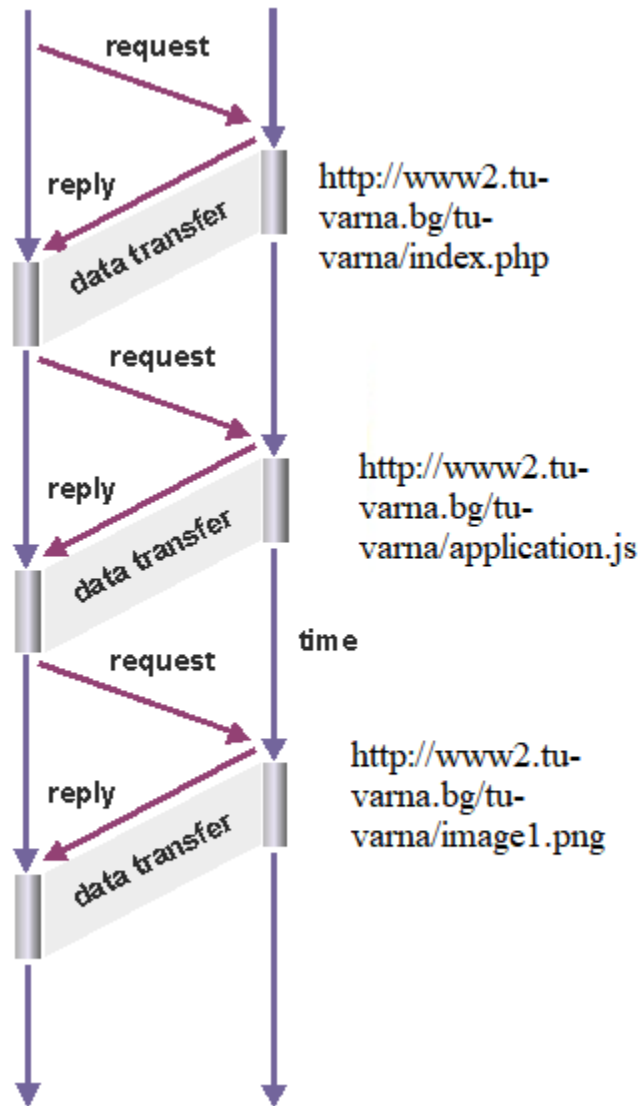 request
reply
data transfer
http://www2.tu-
varna.bg/tu-
varna/index.php
request
reply
data transfer
http://www2.tu-
varna.bg/tu-
varna/application.js
time
request
reply
data transfer
http://www2.tu-
varna.bg/tu-
varna/image1.png